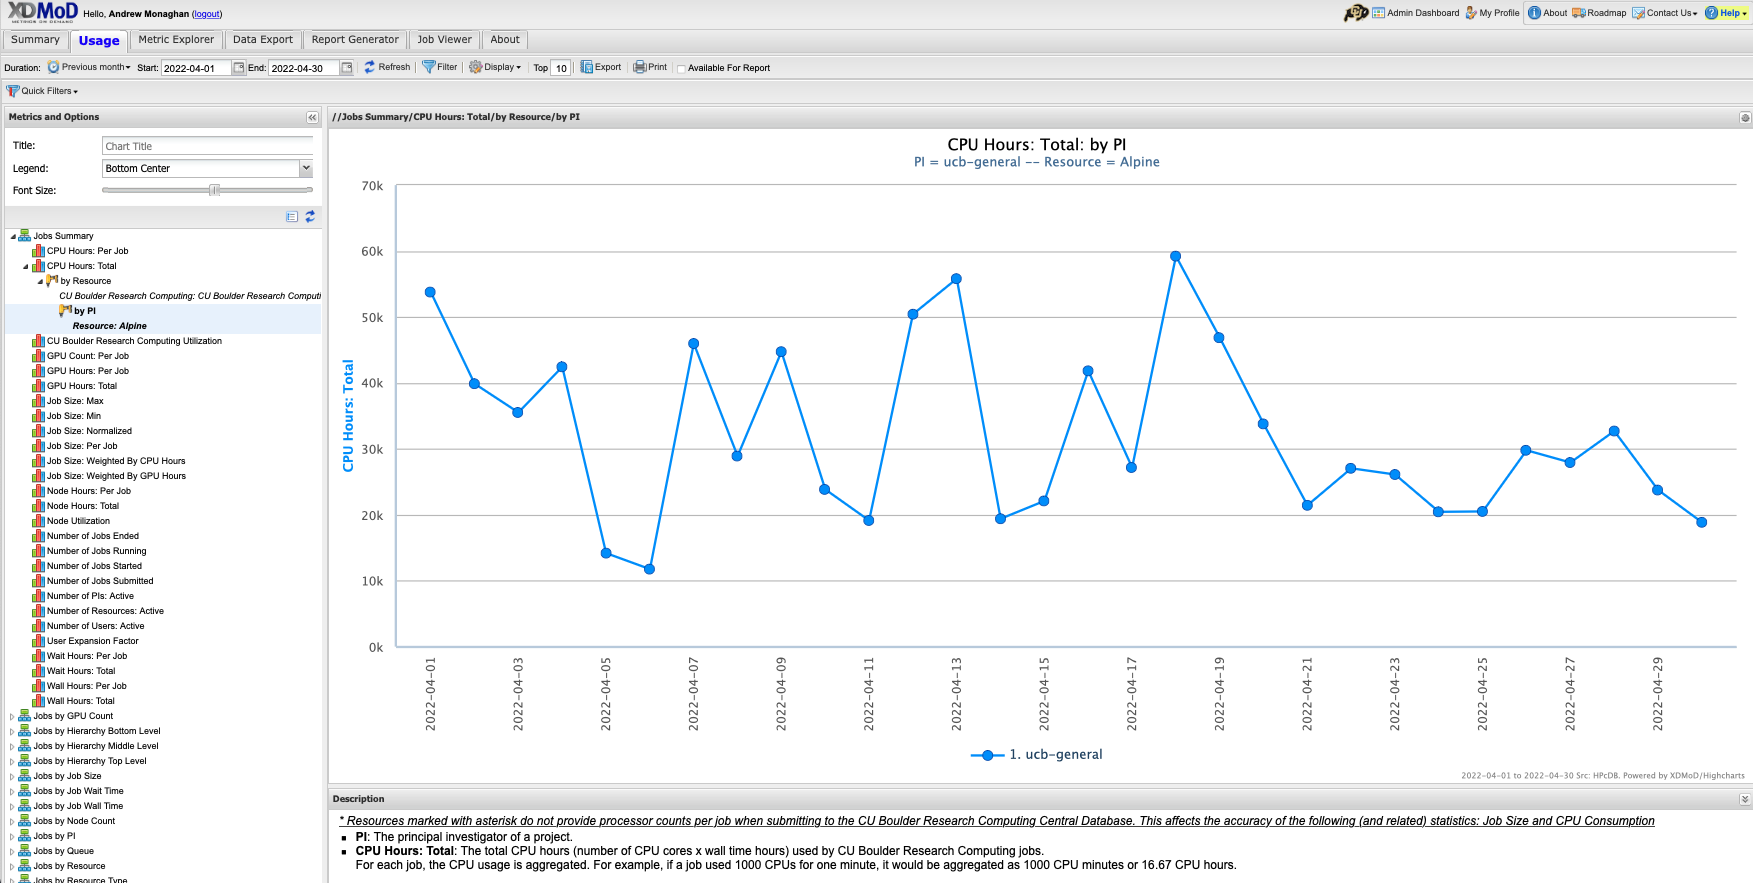 XDMoD
METRICS ON DEMAND
Hello, Andrew Monaghan (logout)
CU
Admin Dashboard
My Profile
About
Roadmap
Contact Us
Help
Summary
Usage
Metric Explorer
Data Export
Report Generator
Job Viewer
About
Duration: Previous month Start: 2022-04-01 End: 2022-04-30 Refresh Filter Display Top 10 Export Print Available For Report
Quick Filters
Metrics and Options
Title: Chart Title
Legend: Bottom Center
Font Size:
Jobs Summary
CPU Hours: Per Job
CPU Hours: Total
by Resource
CU Boulder Research Computing: CU Boulder Research Computi
by PI
Resource: Alpine
CU Boulder Research Computing Utilization
GPU Count: Per Job
GPU Hours: Per Job
GPU Hours: Total
Job Size: Max
Job Size: Min
Job Size: Normalized
Job Size: Per Job
Job Size: Weighted By CPU Hours
Job Size: Weighted By GPU Hours
Node Hours: Per Job
Node Hours: Total
Node Utilization
Number of Jobs Ended
Number of Jobs Running
Number of Jobs Started
Number of Jobs Submitted
Number of PIs: Active
Number of Resources: Active
Number of Users: Active
User Expansion Factor
Wait Hours: Per Job
Wait Hours: Total
Wall Hours: Per Job
Wall Hours: Total
Jobs by GPU Count
Jobs by Hierarchy Bottom Level
Jobs by Hierarchy Middle Level
Jobs by Hierarchy Top Level
Jobs by Job Size
Jobs by Job Wait Time
Jobs by Job Wall Time
Jobs by Node Count
Jobs by PI
Jobs by Queue
Jobs by Resource
Jobs by Resource Type
//Jobs Summary/CPU Hours: Total/by Resource/by PI
CPU Hours: Total: by PI
PI = ucb-general -- Resource = Alpine
CPU Hours: Total
70k
60k
50k
40k
30k
20k
10k
0k
2022-04-01
2022-04-03
2022-04-05
2022-04-07
2022-04-09
2022-04-11
2022-04-13
2022-04-15
2022-04-17
2022-04-19
2022-04-21
2022-04-23
2022-04-25
2022-04-27
2022-04-29
1. ucb-general
2022-04-01 to 2022-04-30 Src: HPcDB. Powered by XDMoD/Highcharts
Description
* Resources marked with asterisk do not provide processor counts per job when submitting to the CU Boulder Research Computing Central Database. This affects the accuracy of the following (and related) statistics: Job Size and CPU Consumption
PI: The principal investigator of a project.
CPU Hours: Total: The total CPU hours (number of CPU cores x wall time hours) used by CU Boulder Research Computing jobs.
For each job, the CPU usage is aggregated. For example, if a job used 1000 CPUs for one minute, it would be aggregated as 1000 CPU minutes or 16.67 CPU hours.